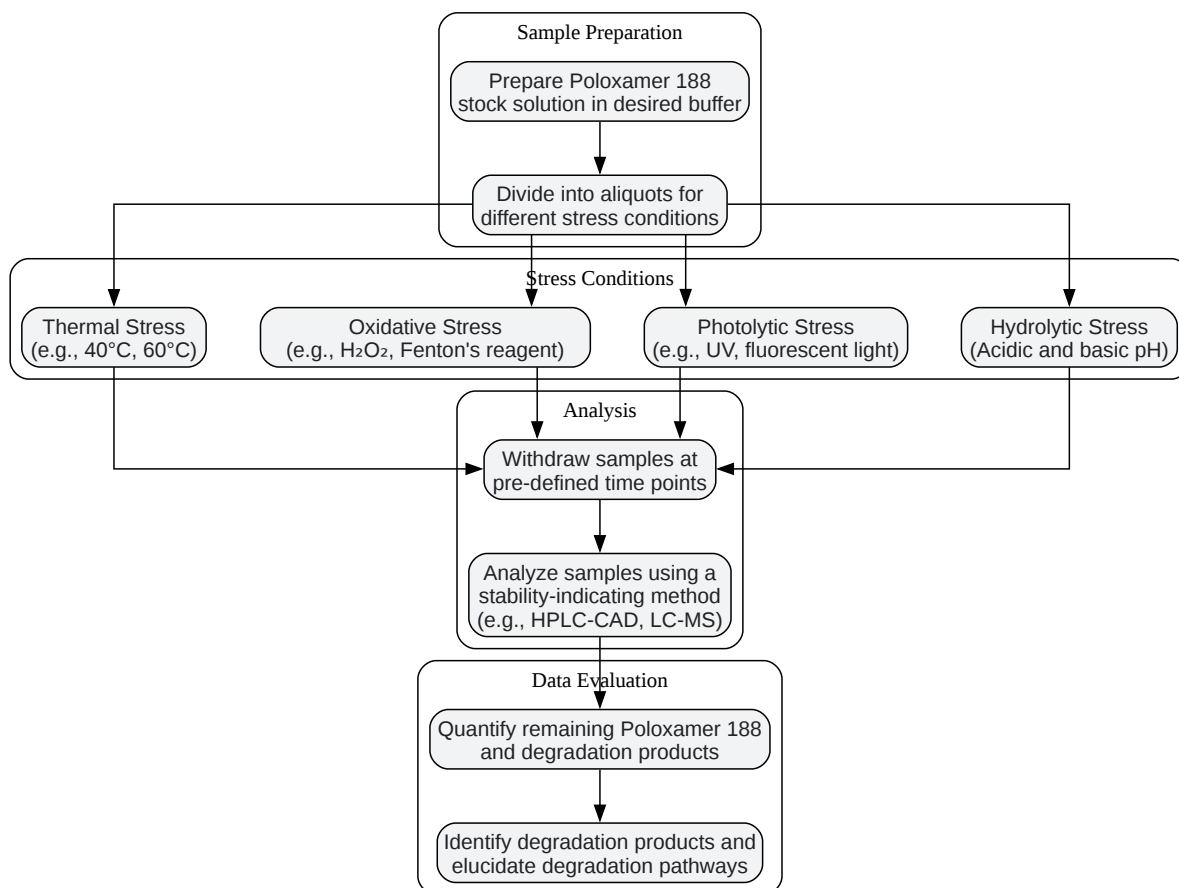 Sample Preparation
Prepare Poloxamer 188
stock solution in desired buffer
Divide into aliquots for
different stress conditions
Stress Conditions
Thermal Stress
(e.g., 40°C, 60°C)
Oxidative Stress
(e.g., H₂O₂, Fenton's reagent)
Photolytic Stress
(e.g., UV, fluorescent light)
Hydrolytic Stress
(Acidic and basic pH)
Analysis
Withdraw samples at
pre-defined time points
Analyze samples using a
stability-indicating method
(e.g., HPLC-CAD, LC-MS)
Data Evaluation
Quantify remaining Poloxamer 188
and degradation products
Identify degradation products and
elucidate degradation pathways